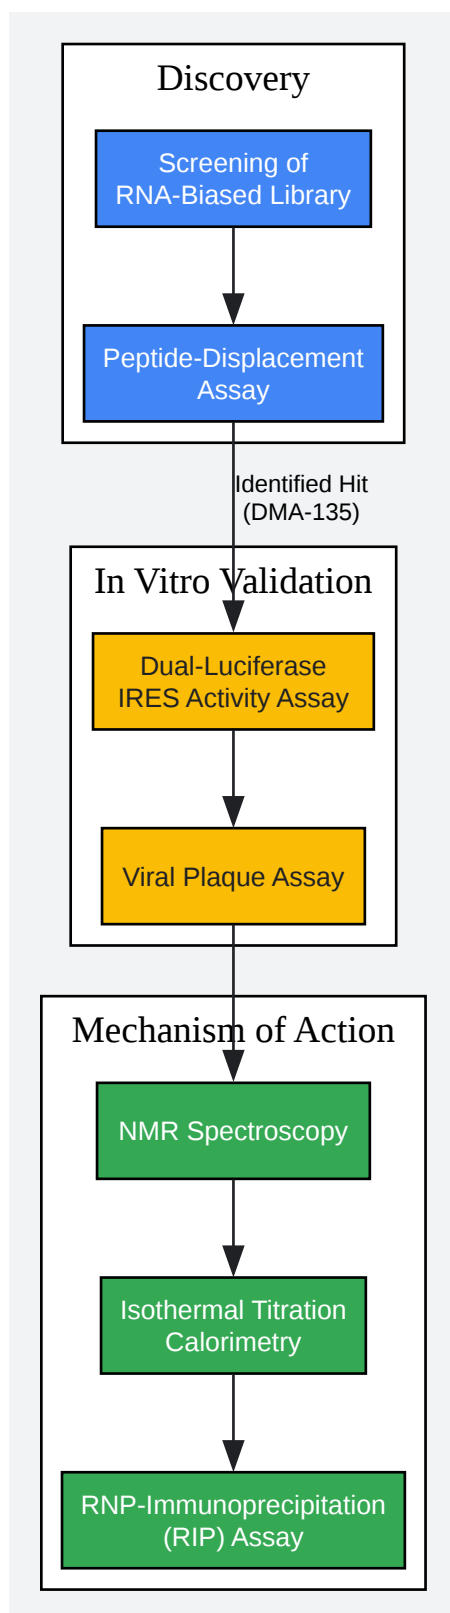 Discovery
Screening of
RNA-Biased Library
Peptide-Displacement
Assay
Identified Hit
(DMA-135)
In Vitro Validation
Dual-Luciferase
IRES Activity Assay
Viral Plaque Assay
Mechanism of Action
NMR Spectroscopy
Isothermal Titration
Calorimetry
RNP-Immunoprecipitation
(RIP) Assay